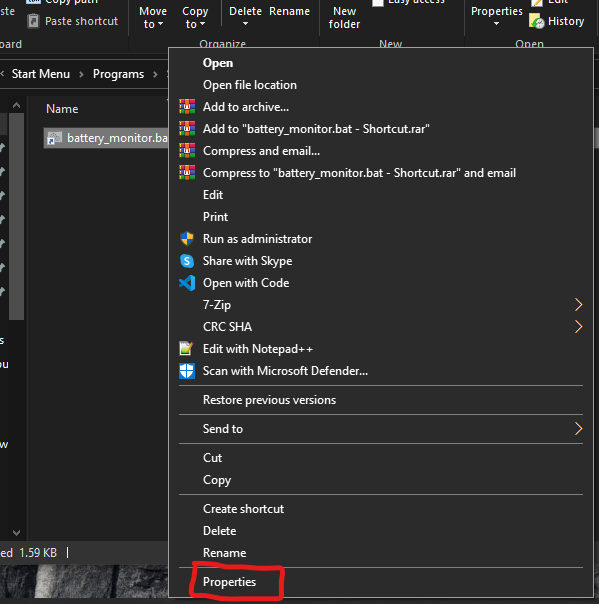 Copy path
Paste shortcut
Move to
Copy to
Delete
Rename
New folder
Easy access
Properties
Edit
History
Organize
New
Open
Start Menu
Programs
Name
battery_monitor.ba
Open
Open file location
Add to archive...
Add to "battery_monitor.bat - Shortcut.rar"
Compress and email...
Compress to "battery_monitor.bat - Shortcut.rar" and email
Edit
Print
Run as administrator
Share with Skype
Open with Code
7-Zip
CRC SHA
Edit with Notepad++
Scan with Microsoft Defender...
Restore previous versions
Send to
Cut
Copy
Create shortcut
Delete
Rename
Properties
1.59 KB